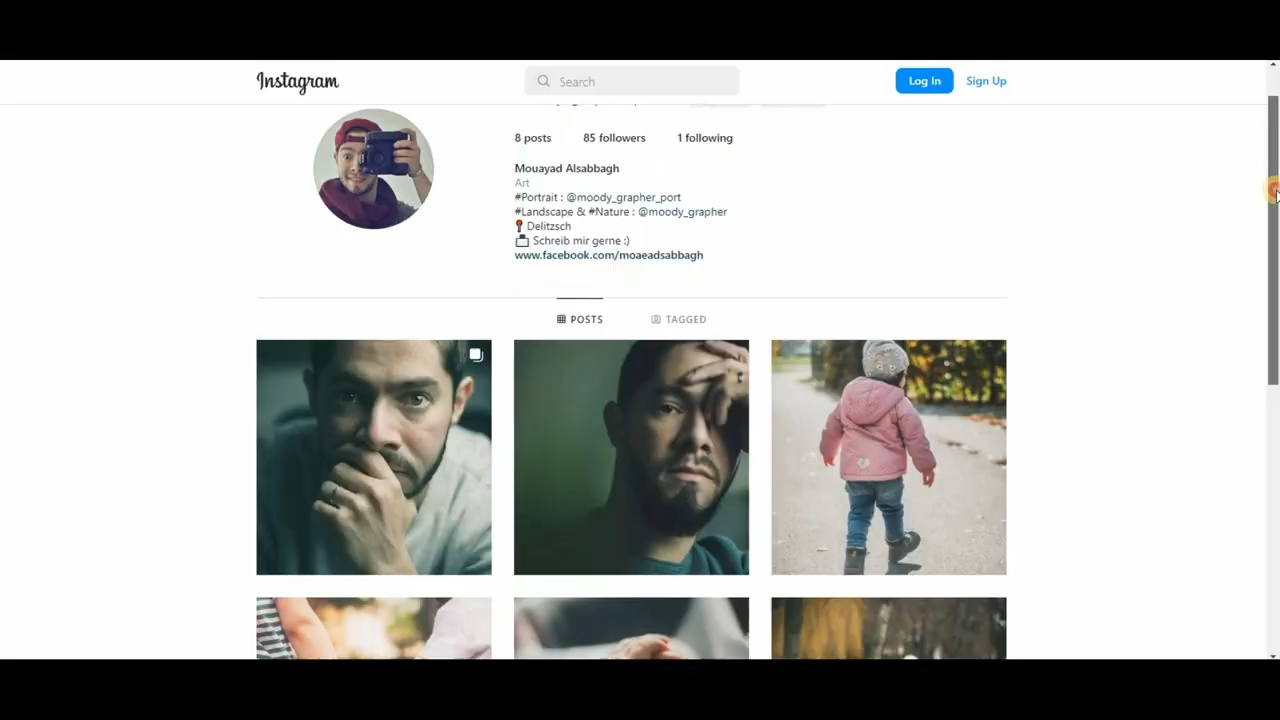 Instagram
Search
Log In
Sign Up
8 posts 85 followers 1 following
Mouayad Alsabbagh
Art
#Portrait : @moody_grapher_port
#Landscape & #Nature : @moody_grapher
Delitzsch
Schreib mir gerne :)
www.facebook.com/moaeadsabbagh
POSTS TAGGED